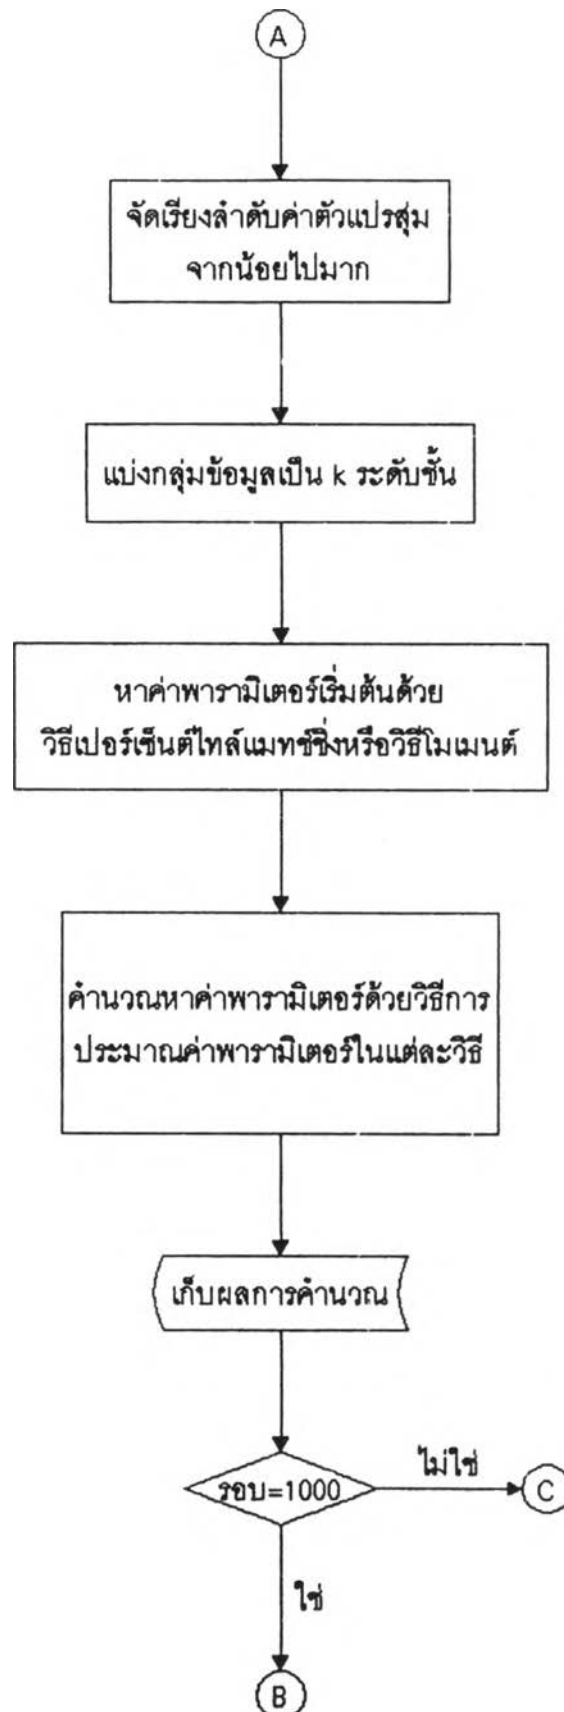 A
จัดเรียงลำดับค่าตัวแปรสุ่ม
จากน้อยไปมาก
แบ่งกลุ่มข้อมูลเป็น k ระดับชั้น
หาค่าพารามิเตอร์เริ่มต้นด้วย
วิธีเปอร์เซ็นต์ไทล์แมทช์ชิ่งหรือวิธีโมเมนต์
คำนวณหาค่าพารามิเตอร์ด้วยวิธีการ
ประมาณค่าพารามิเตอร์ในแต่ละวิธี
เก็บผลการคำนวณ
รอบ=1000
ไม่ใช่
C
ใช่
B